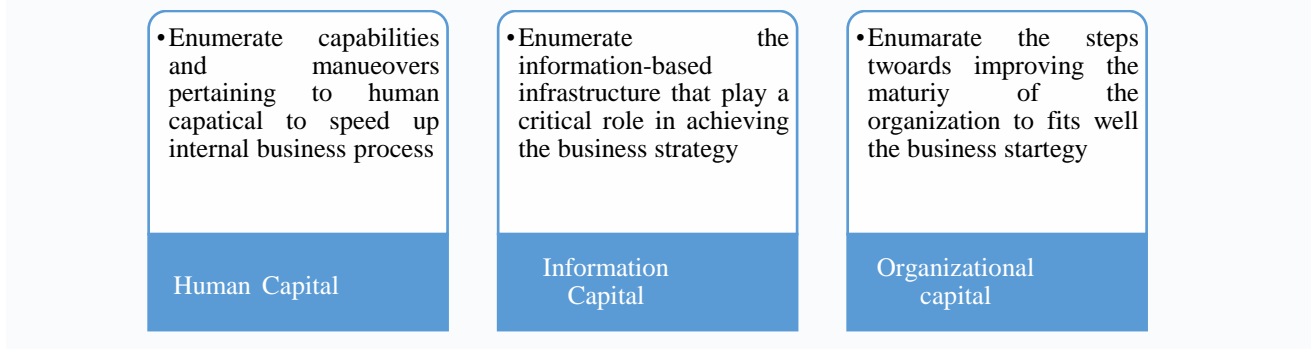 •Enumerate capabilities
and manueovers
pertaining to human
capatical to speed up
internal business process
Human Capital
•Enumerate the
information-based
infrastructure that play a
critical role in achieving
the business strategy
Information
Capital
•Enumarate the steps
twoards improving the
maturiy of the
organization to fits well
the business startegy
Organizational
capital